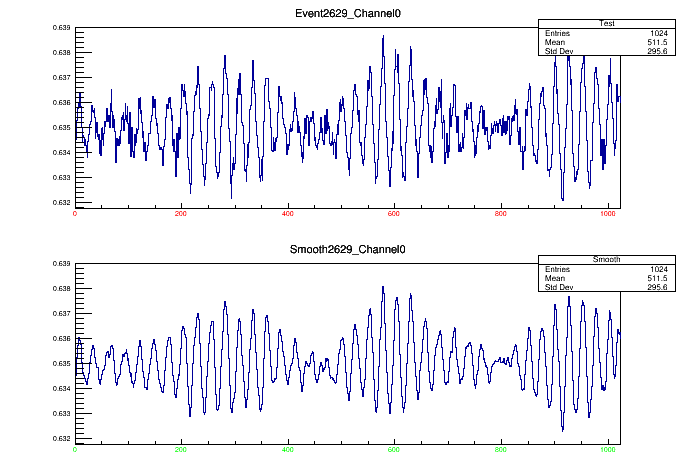 Event2629_Channel0
Test
Entries 1024
Mean 511.5
Std Dev 295.6
0.639
0.638
0.637
0.636
0.635
0.634
0.633
0.632
0 200 400 600 800 1000
Smooth2629_Channel0
Smooth
Entries 1024
Mean 511.5
Std Dev 295.6
0.639
0.638
0.637
0.636
0.635
0.634
0.633
0.632
0 200 400 600 800 1000